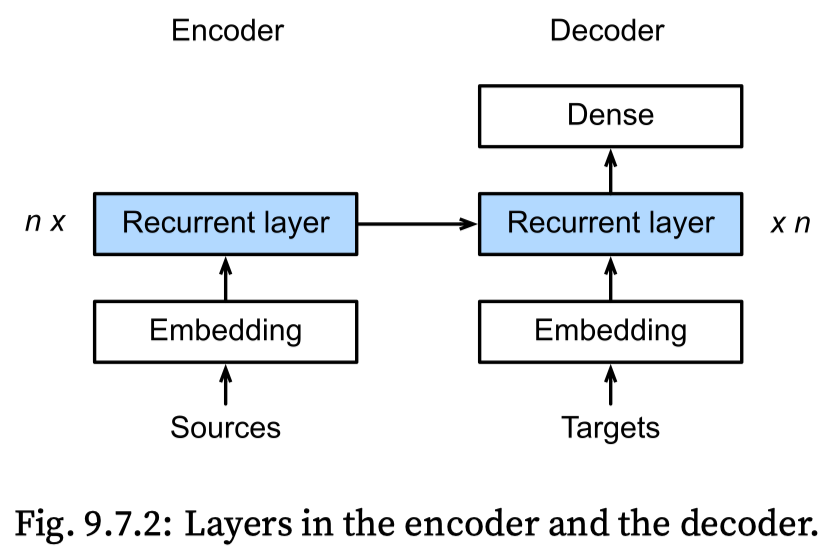 Encoder
Decoder
Dense
n x
Recurrent layer
Recurrent layer
x n
Embedding
Embedding
Sources
Targets
Fig. 9.7.2: Layers in the encoder and the decoder.